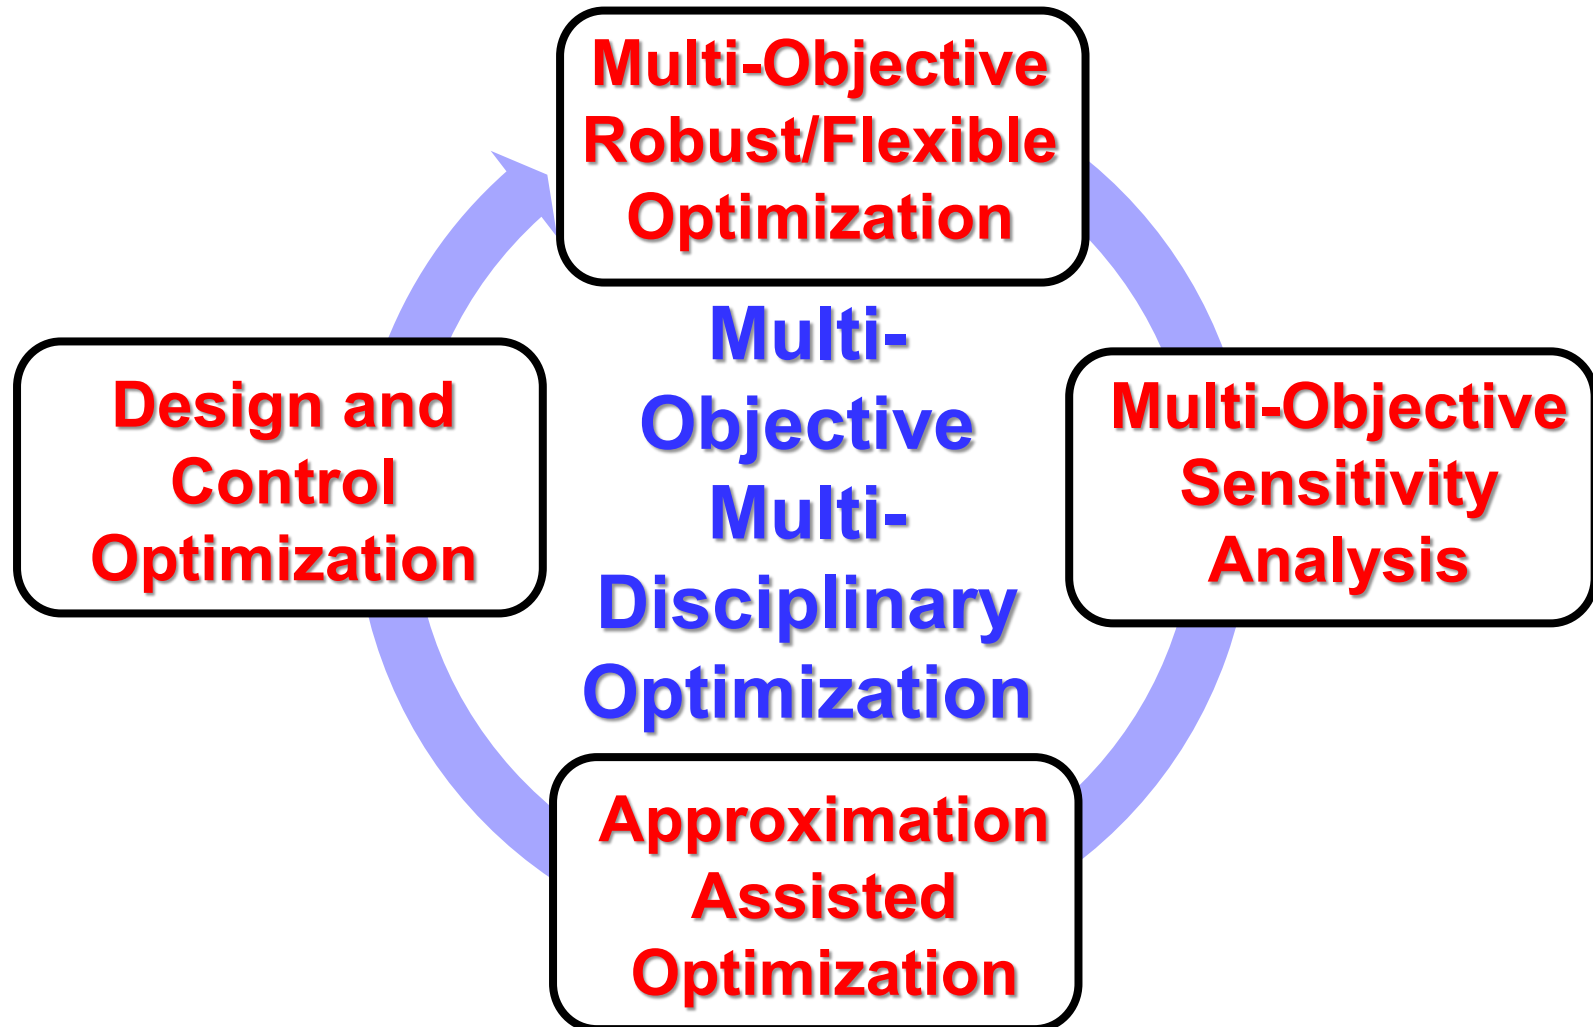 Multi-Objective
Robust/Flexible
Optimization
Multi-
Objective
Multi-
Disciplinary
Optimization
Design and
Control
Optimization
Multi-Objective
Sensitivity
Analysis
Approximation
Assisted
Optimization